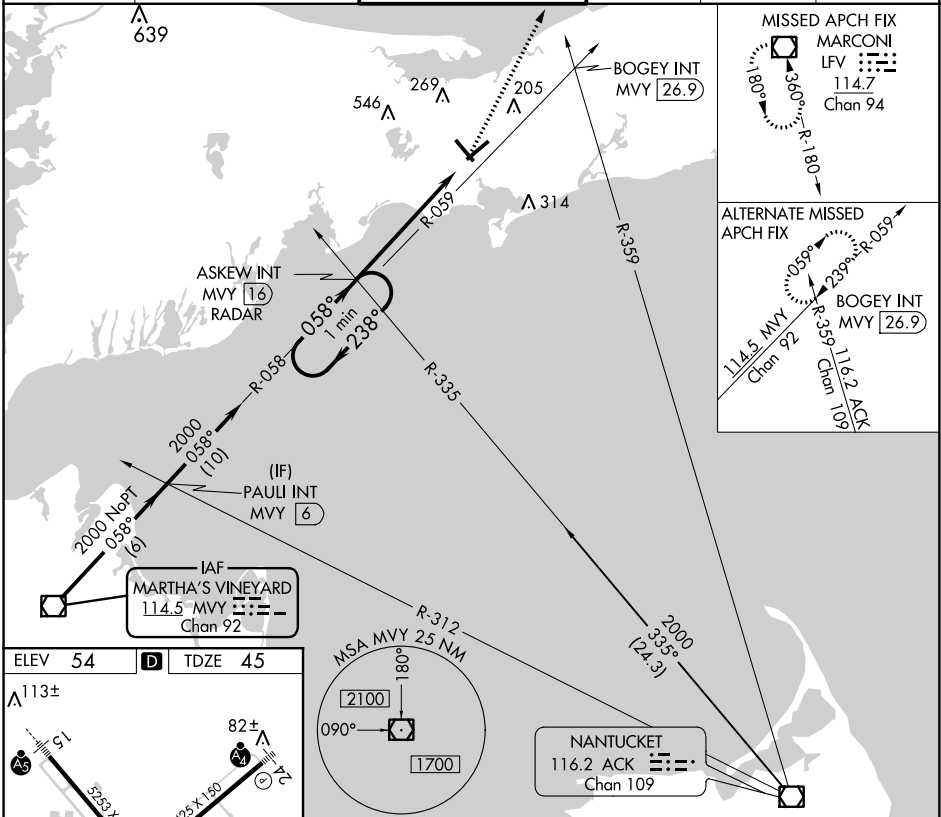 639
546
269
205
BOGEY INT
MVY 26.9
314
R-059
R-359
ASKEW INT
MVY 16
RADAR
058°
1 min
238°
R-058
R-335
2000
058°
(10)
(IF)
PAULI INT
MVY 6
2000 NoPT
058°
(6)
IAF
MARTHA'S VINEYARD
114.5 MVY
Chan 92
R-312
2000
335°
(24.3)
NANTUCKET
116.2 ACK
Chan 109
MSA MVY 25 NM
180°
2100
090°
1700
MISSED APCH FIX
MARCONI
LFV
114.7
Chan 94
180°
360°
R-180
ALTERNATE MISSED
APCH FIX
059°
R-059
239°
BOGEY INT
MVY 26.9
114.5 MVY
Chan 92
R-359
116.2 ACK
Chan 109
ELEV 54
D
TDZE 45
113±
82±
15
A5
A4
P
24
5253 X
25 X 150